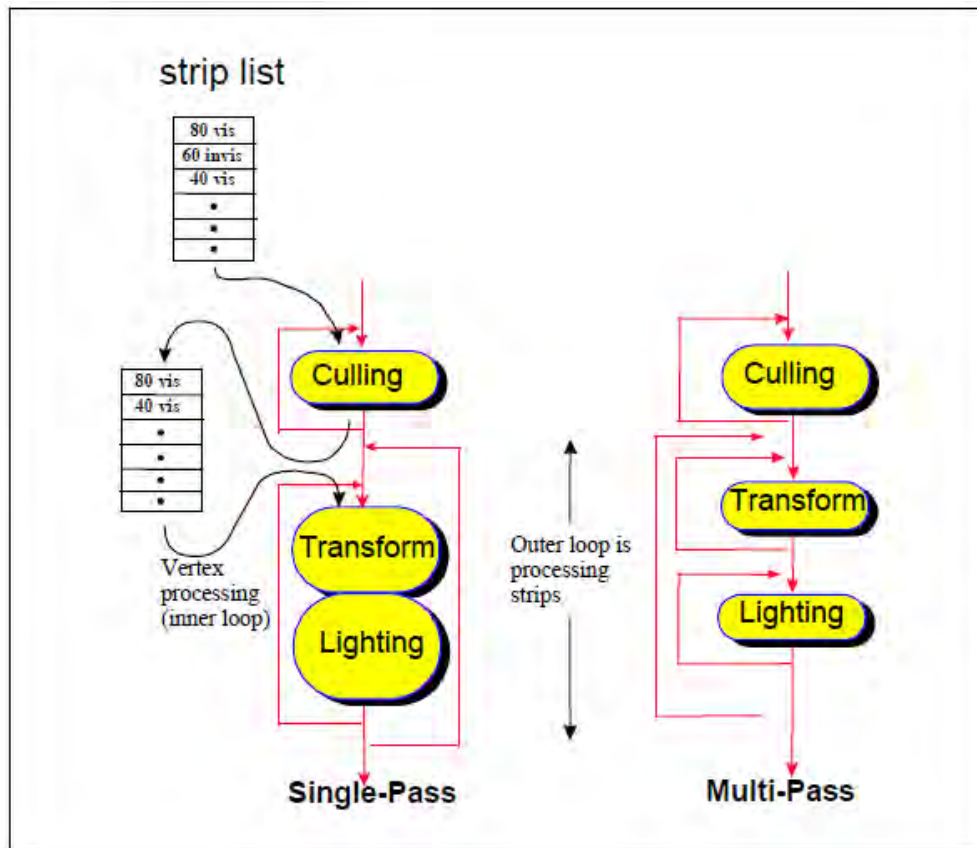 strip list
80 vis
60 invis
40 vis
•
•
•
Culling
80 vis
40 vis
•
•
•
•
Transform
Lighting
Vertex
processing
(inner loop)
Single-Pass
Outer loop is
processing
strips
Culling
Transform
Lighting
Multi-Pass